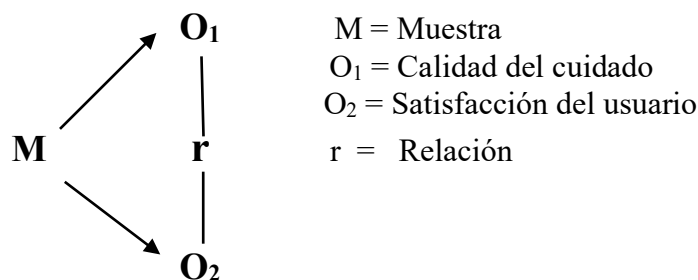 O₁
M
r
O₂
M = Muestra
O₁ = Calidad del cuidado
O₂ = Satisfacción del usuario
r = Relación